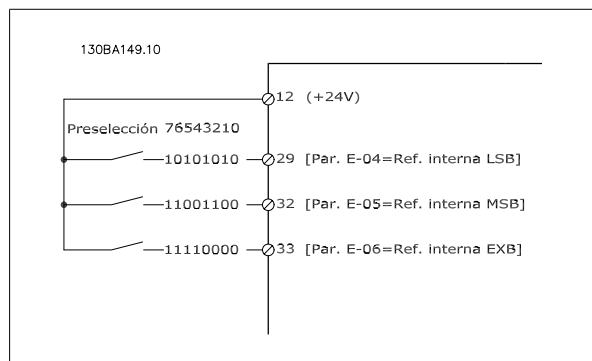 130BA149.10
12 (+24V)
Preselección 76543210
10101010 29 [Par. E-04=Ref. interna LSB]
11001100 32 [Par. E-05=Ref. interna MSB]
11110000 33 [Par. E-06=Ref. interna EXB]